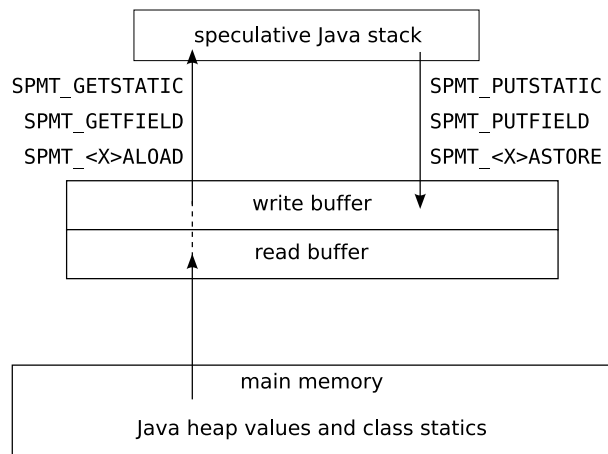 speculative Java stack
SPMT_GETSTATIC
SPMT_GETFIELD
SPMT_<X>ALOAD
SPMT_PUTSTATIC
SPMT_PUTFIELD
SPMT_<X>ASTORE
write buffer
read buffer
main memory
Java heap values and class statics